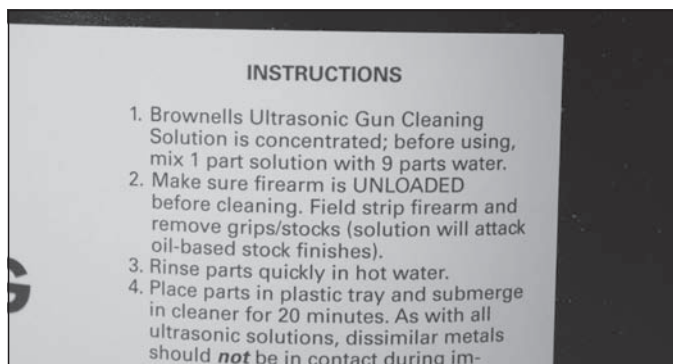 INSTRUCTIONS
1. Brownells Ultrasonic Gun Cleaning
Solution is concentrated; before using,
mix 1 part solution with 9 parts water.
2. Make sure firearm is UNLOADED
before cleaning. Field strip firearm and
remove grips/stocks (solution will attack
oil-based stock finishes).
3. Rinse parts quickly in hot water.
4. Place parts in plastic tray and submerge
in cleaner for 20 minutes. As with all
ultrasonic solutions, dissimilar metals
should not be in contact during im-
G